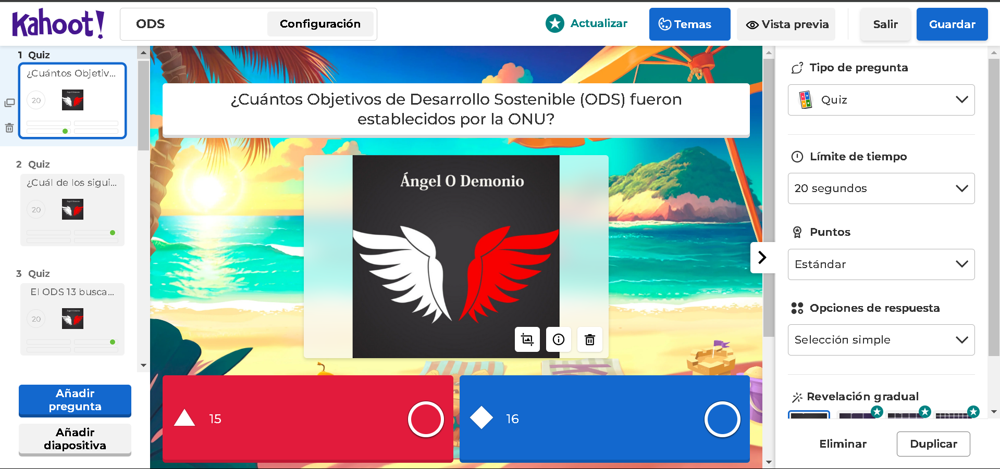 Kahoot!
ODS
Configuración
Actualizar
Temas
Vista previa
Salir
Guardar
1 Quiz
¿Cuántos Objetiv...
20
2 Quiz
¿Cuál de los sigui...
20
3 Quiz
El ODS 13 busca...
20
Añadir
pregunta
Añadir
diapositiva
¿Cuántos Objetivos de Desarrollo Sostenible (ODS) fueron
establecidos por la ONU?
Ángel O Demonio
15
16
Tipo de pregunta
Quiz
Límite de tiempo
20 segundos
Puntos
Estándar
Opciones de respuesta
Selección simple
Revelación gradual
Eliminar
Duplicar